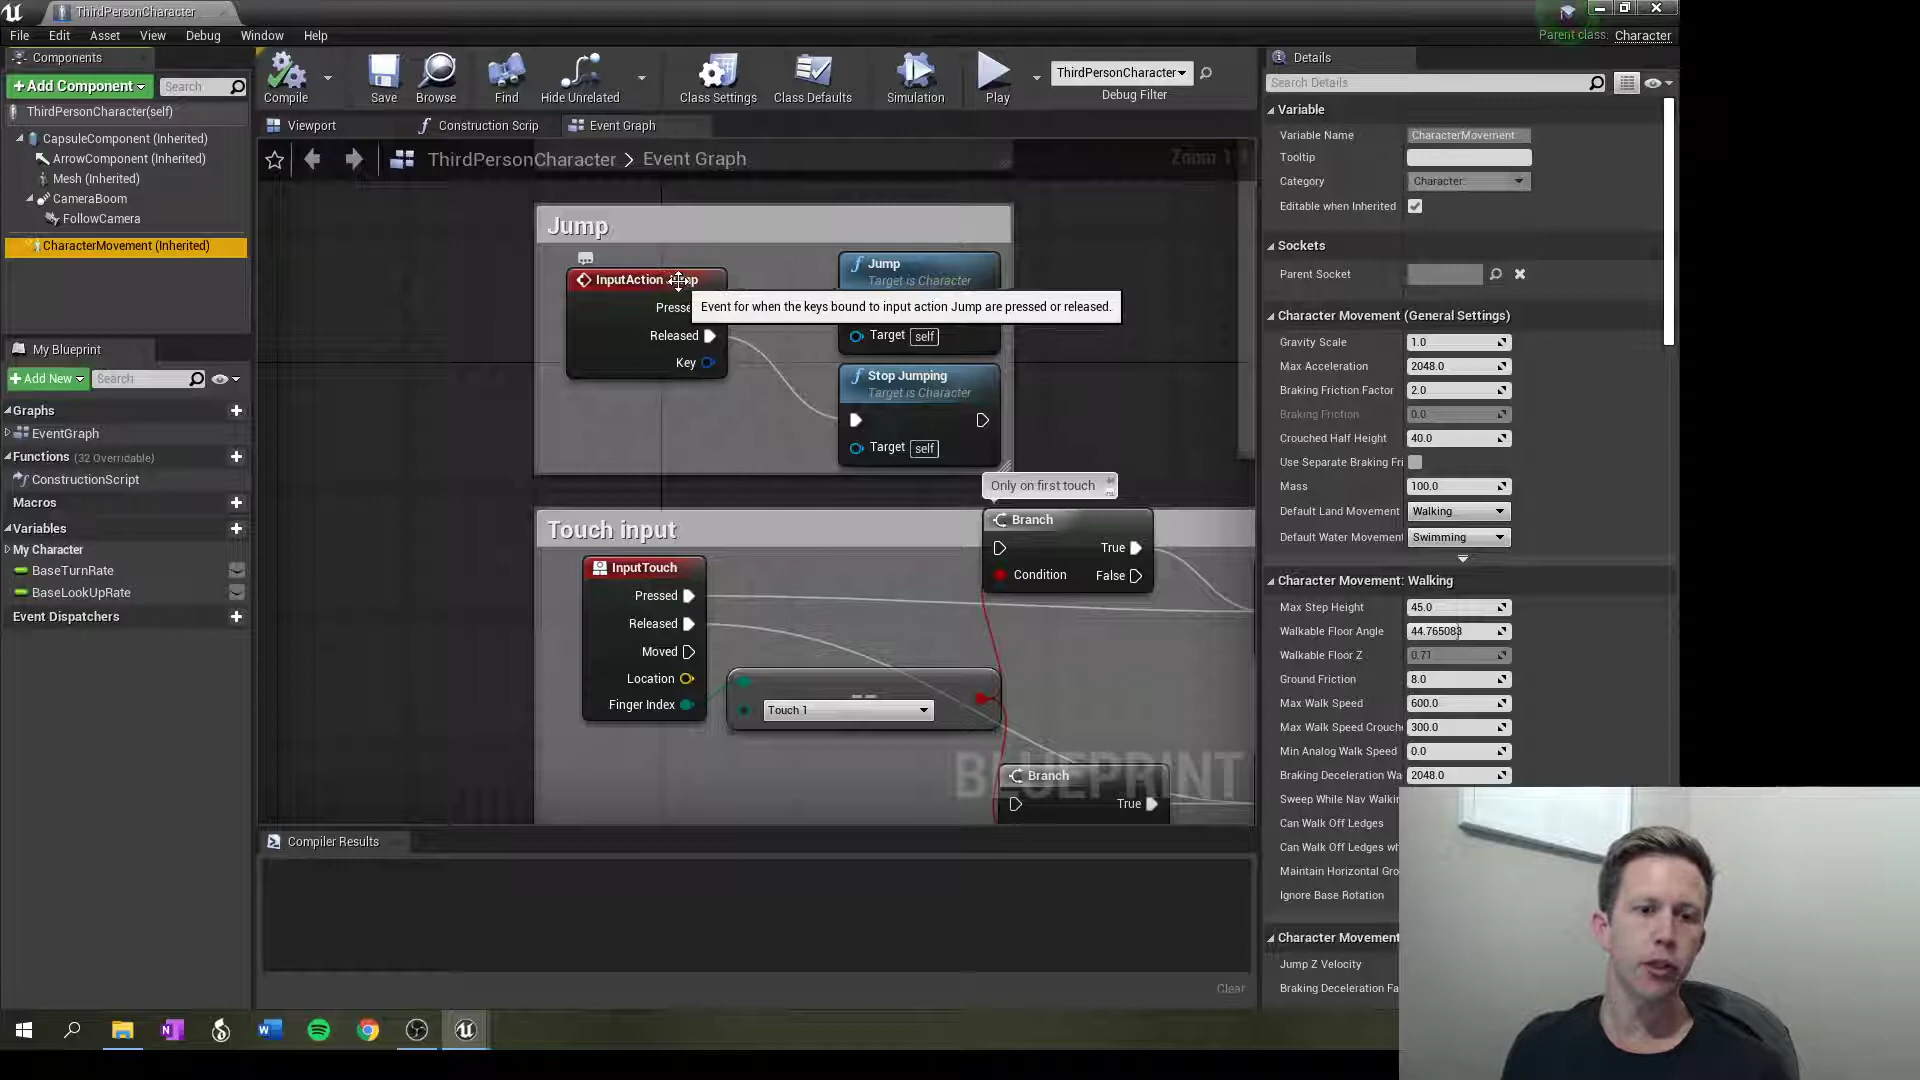 ThirdPersonCharacter
File Edit Asset View Debug Window Help
Parent class: Character
Components
+Add Component
Search
ThirdPersonCharacter(self)
CapsuleComponent (Inherited)
ArrowComponent (Inherited)
Mesh (Inherited)
CameraBoom
FollowCamera
CharacterMovement (Inherited)
My Blueprint
+Add New
Search
Graphs
EventGraph
Functions (32 Overridable)
ConstructionScript
Macros
Variables
My Character
BaseTurnRate
BaseLookUpRate
Event Dispatchers
Compile
Save
Browse
Find
Hide Unrelated
Class Settings
Class Defaults
Simulation
Play
ThirdPersonCharacter
Debug Filter
Viewport
Construction Scrip
Event Graph
ThirdPersonCharacter > Event Graph
Jump
InputAction
Presse
Released
Key
Event for when the keys bound to input action Jump are pressed or released.
Jump
Target is Character
Target self
Stop Jumping
Target is Character
Target self
Only on first touch
Touch input
InputTouch
Pressed
Released
Moved
Location
Finger Index
Touch 1
Branch
True
Condition False
BLUEPRINT
Branch
True
Compiler Results
Clear
Details
Search Details
Variable
Variable Name CharacterMovement
Tooltip
Category Character
Editable when Inherited
Sockets
Parent Socket
Character Movement (General Settings)
Gravity Scale 1.0
Max Acceleration 2048.0
Braking Friction Factor 2.0
Braking Friction 0.0
Crouched Half Height 40.0
Use Separate Braking Fri
Mass 100.0
Default Land Movement Walking
Default Water Movement Swimming
Character Movement: Walking
Max Step Height 45.0
Walkable Floor Angle 44.765083
Walkable Floor Z 0.71
Ground Friction 8.0
Max Walk Speed 600.0
Max Walk Speed Crouche 300.0
Min Analog Walk Speed 0.0
Braking Deceleration Wa 2048.0
Sweep While Nav Walkin
Can Walk Off Ledges
Can Walk Off Ledges wh
Maintain Horizontal Gro
Ignore Base Rotation
Character Movement
Jump Z Velocity
Braking Deceleration Fa